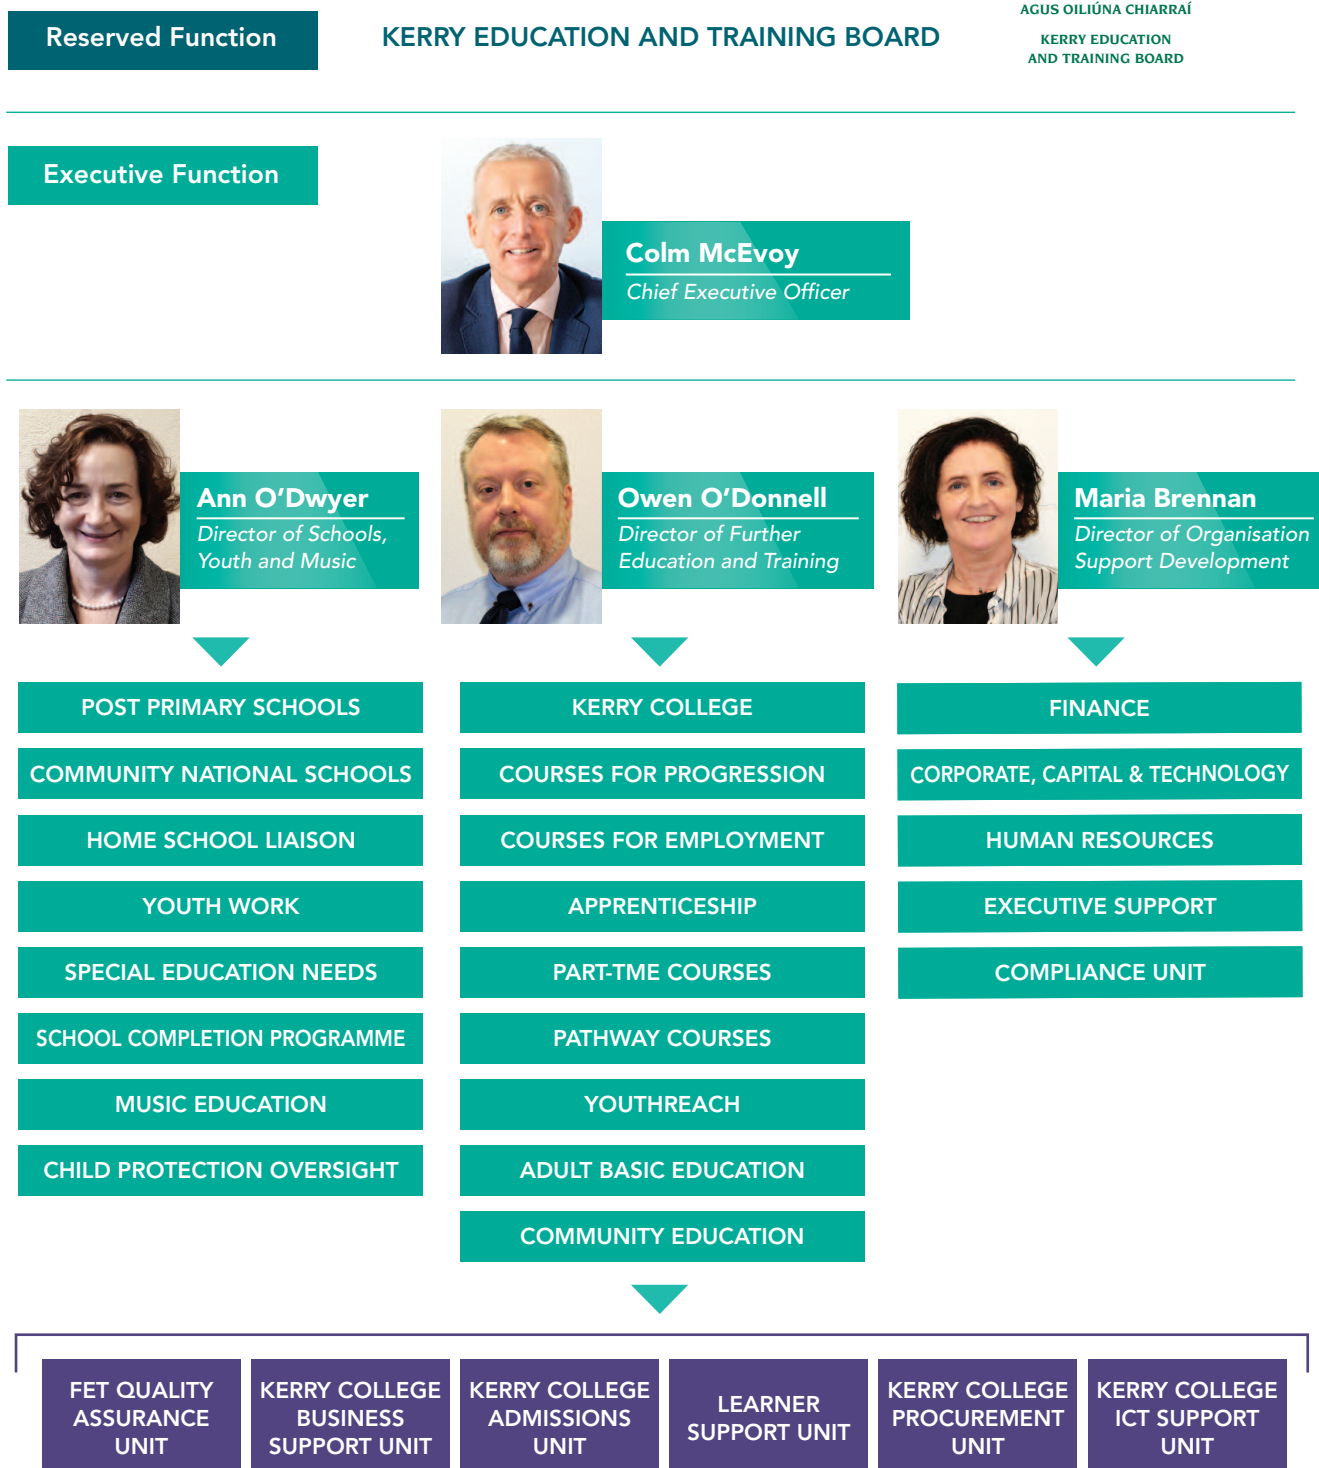 Reserved Function
KERRY EDUCATION AND TRAINING BOARD
AGUS OILIÚNA CHIARRAÍ
KERRY EDUCATION
AND TRAINING BOARD
Executive Function
Colm McEvoy
Chief Executive Officer
Ann O’Dwyer
Director of Schools,
Youth and Music
Owen O’Donnell
Director of Further
Education and Training
Maria Brennan
Director of Organisation
Support Development
POST PRIMARY SCHOOLS
COMMUNITY NATIONAL SCHOOLS
HOME SCHOOL LIAISON
YOUTH WORK
SPECIAL EDUCATION NEEDS
SCHOOL COMPLETION PROGRAMME
MUSIC EDUCATION
CHILD PROTECTION OVERSIGHT
KERRY COLLEGE
COURSES FOR PROGRESSION
COURSES FOR EMPLOYMENT
APPRENTICESHIP
PART-TME COURSES
PATHWAY COURSES
YOUTHREACH
ADULT BASIC EDUCATION
COMMUNITY EDUCATION
FINANCE
CORPORATE, CAPITAL & TECHNOLOGY
HUMAN RESOURCES
EXECUTIVE SUPPORT
COMPLIANCE UNIT
FET QUALITY
ASSURANCE
UNIT
KERRY COLLEGE
BUSINESS
SUPPORT UNIT
KERRY COLLEGE
ADMISSIONS
UNIT
LEARNER
SUPPORT UNIT
KERRY COLLEGE
PROCUREMENT
UNIT
KERRY COLLEGE
ICT SUPPORT
UNIT